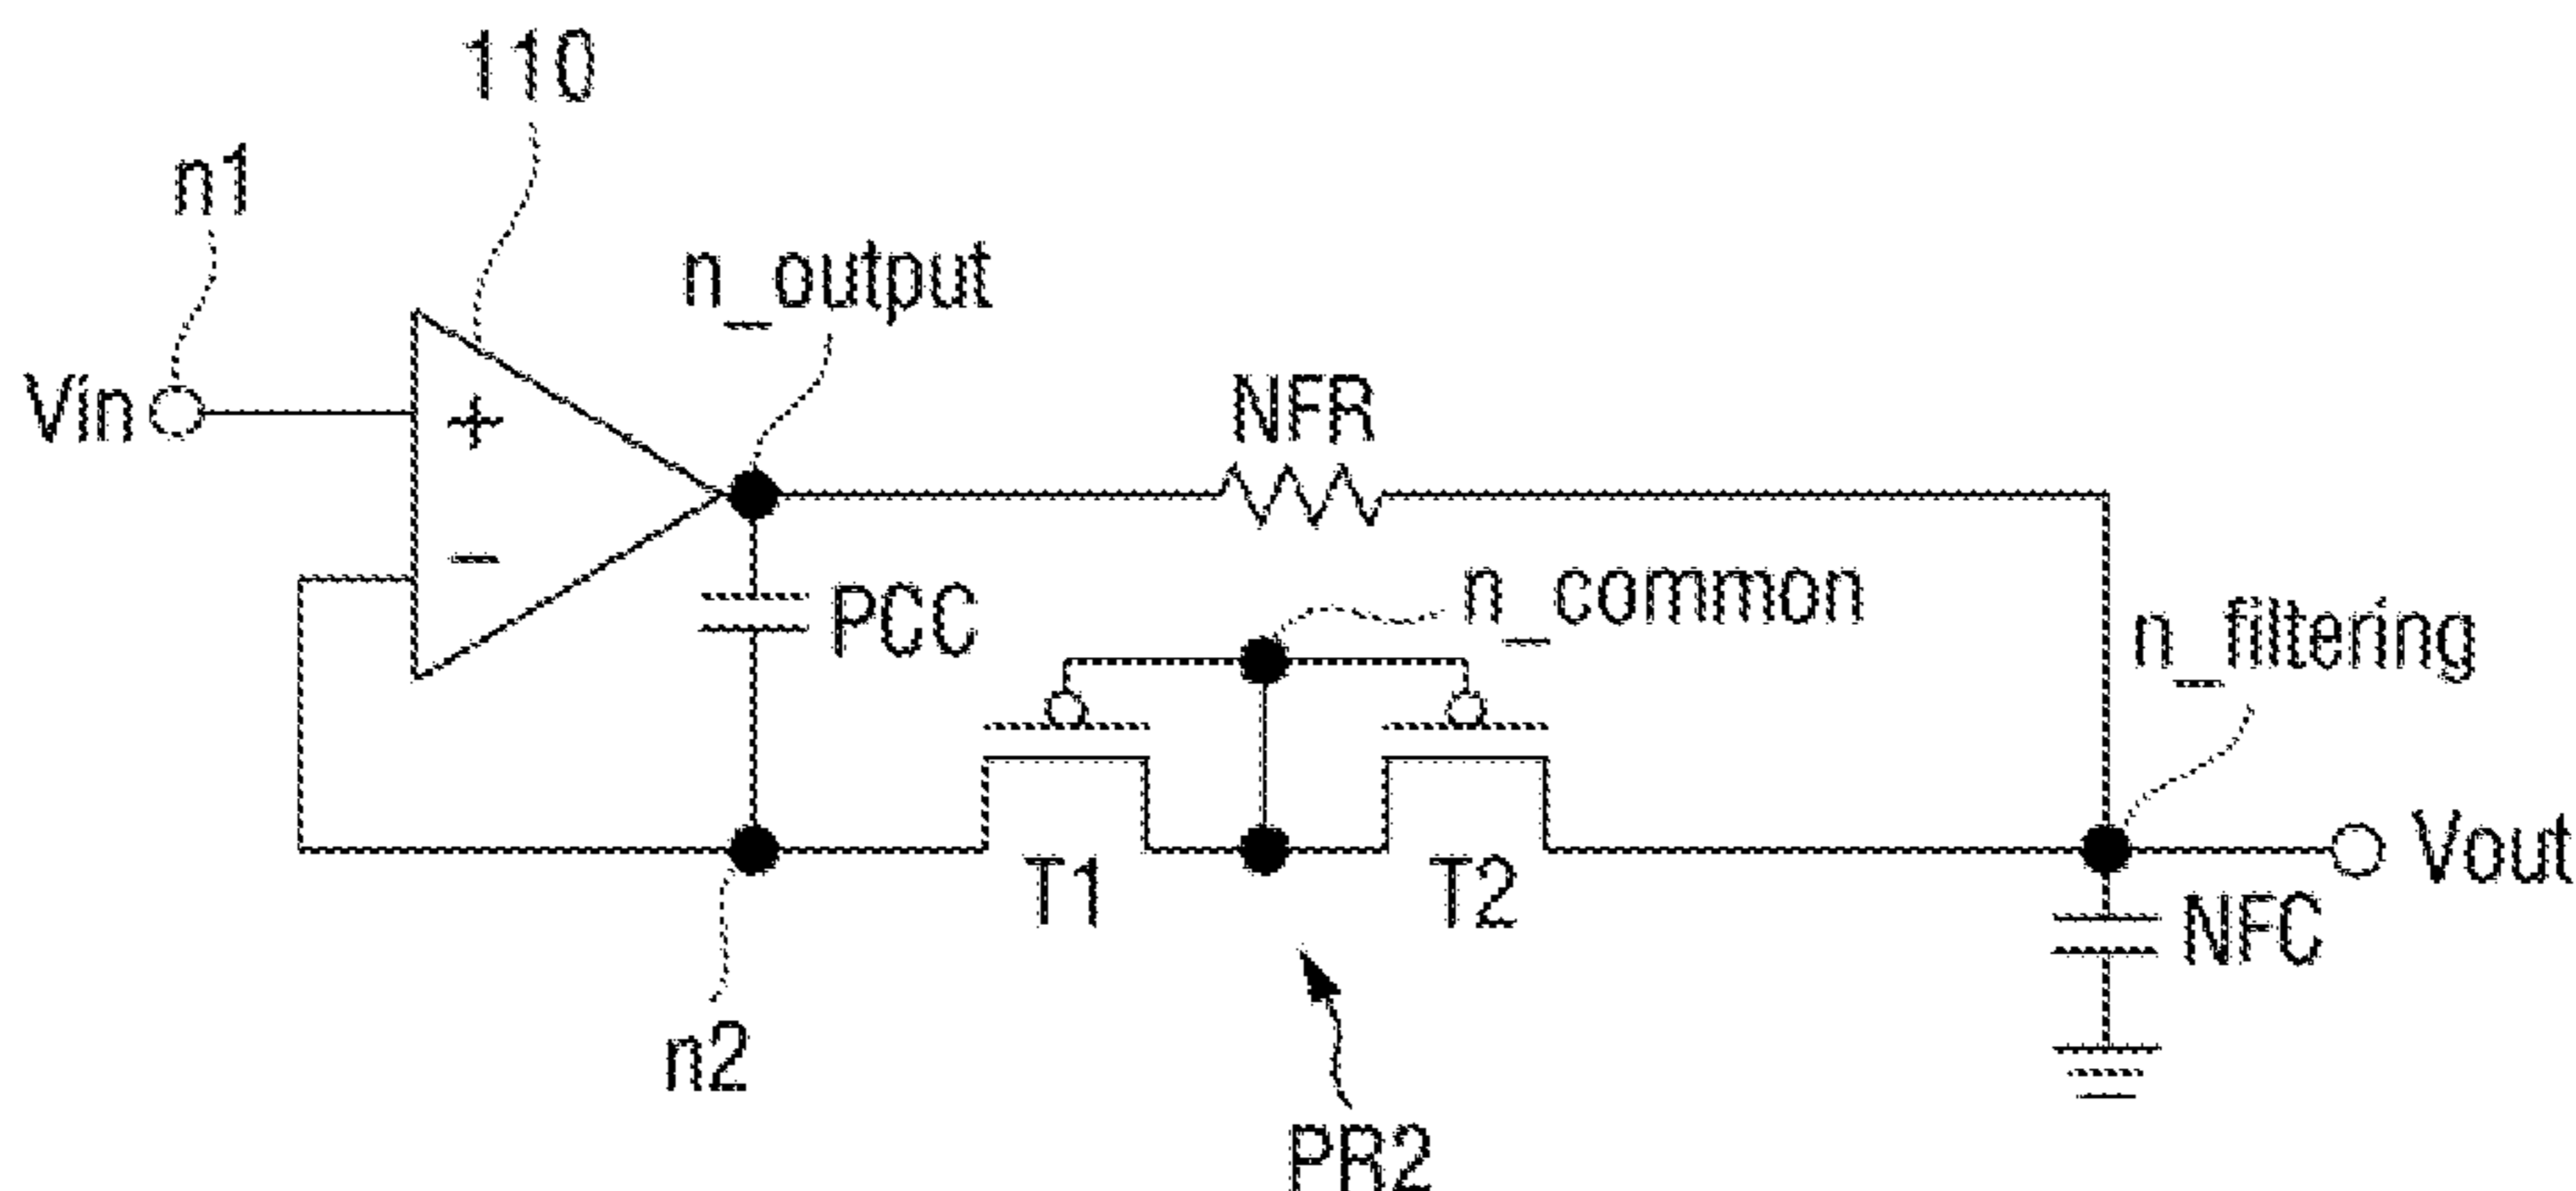 110
n1
n_output
Vin
+
NFR
−
PCC
n_common
n_filtering
T1
T2
Vout
NFC
n2
PR2